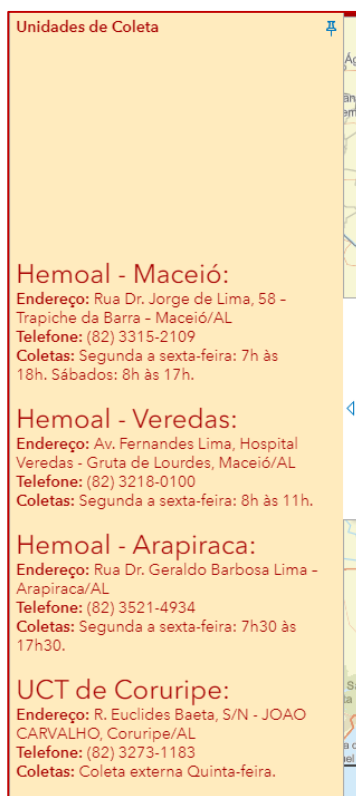 Unidades de Coleta
Hemoal - Maceió:
Endereço: Rua Dr. Jorge de Lima, 58 –
Trapiche da Barra – Maceió/AL
Telefone: (82) 3315-2109
Coletas: Segunda a sexta-feira: 7h às
18h. Sábados: 8h às 17h.
Hemoal - Veredas:
Endereço: Av. Fernandes Lima, Hospital
Veredas - Gruta de Lourdes, Maceió/AL
Telefone: (82) 3218-0100
Coletas: Segunda a sexta-feira: 8h às 11h.
Hemoal - Arapiraca:
Endereço: Rua Dr. Geraldo Barbosa Lima –
Arapiraca/AL
Telefone: (82) 3521-4934
Coletas: Segunda a sexta-feira: 7h30 às
17h30.
UCT de Coruripe:
Endereço: R. Euclides Baeta, S/N - JOAO
CARVALHO, Coruripe/AL
Telefone: (82) 3273-1183
Coletas: Coleta externa Quinta-feira.